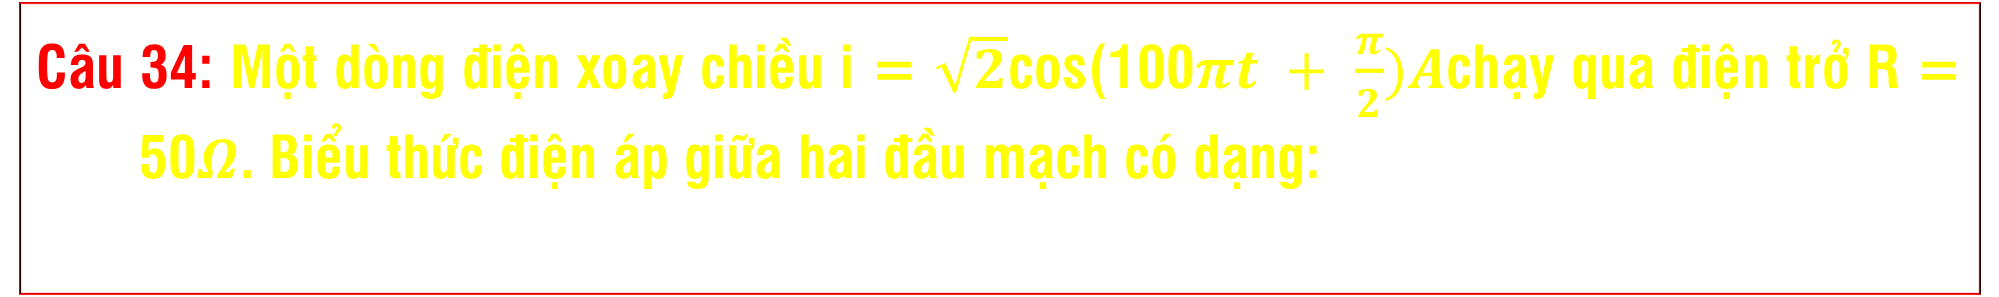 Câu 34: Một dòng điện xoay chiều i = √2cos(100πt + π/2)Achạy qua điện trở R =
50Ω. Biểu thức điện áp giữa hai đầu mạch có dạng: